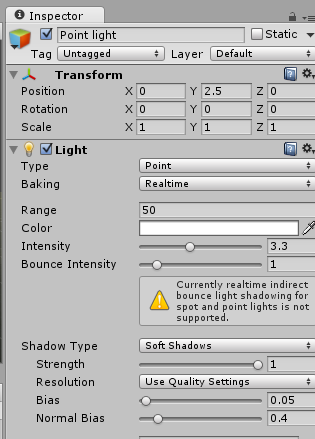 Inspector
Point light Static
Tag Untagged Layer Default
Transform
Position X 0 Y 2.5 Z 0
Rotation X 0 Y 0 Z 0
Scale X 1 Y 1 Z 1
Light
Type Point
Baking Realtime
Range 50
Color
Intensity 3.3
Bounce Intensity 1
Currently realtime indirect
bounce light shadowing for
spot and point lights is not
supported.
Shadow Type Soft Shadows
Strength 1
Resolution Use Quality Settings
Bias 0.05
Normal Bias 0.4